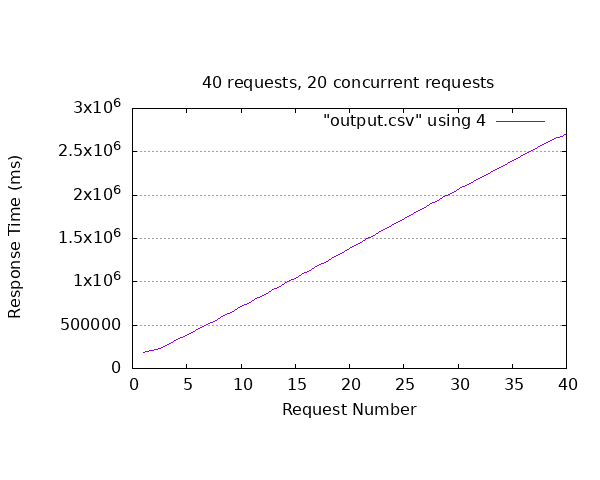 40 requests, 20 concurrent requests
"output.csv" using 4
3x10⁶
2.5x10⁶
2x10⁶
1.5x10⁶
1x10⁶
500000
0
Response Time (ms)
0 5 10 15 20 25 30 35 40
Request Number